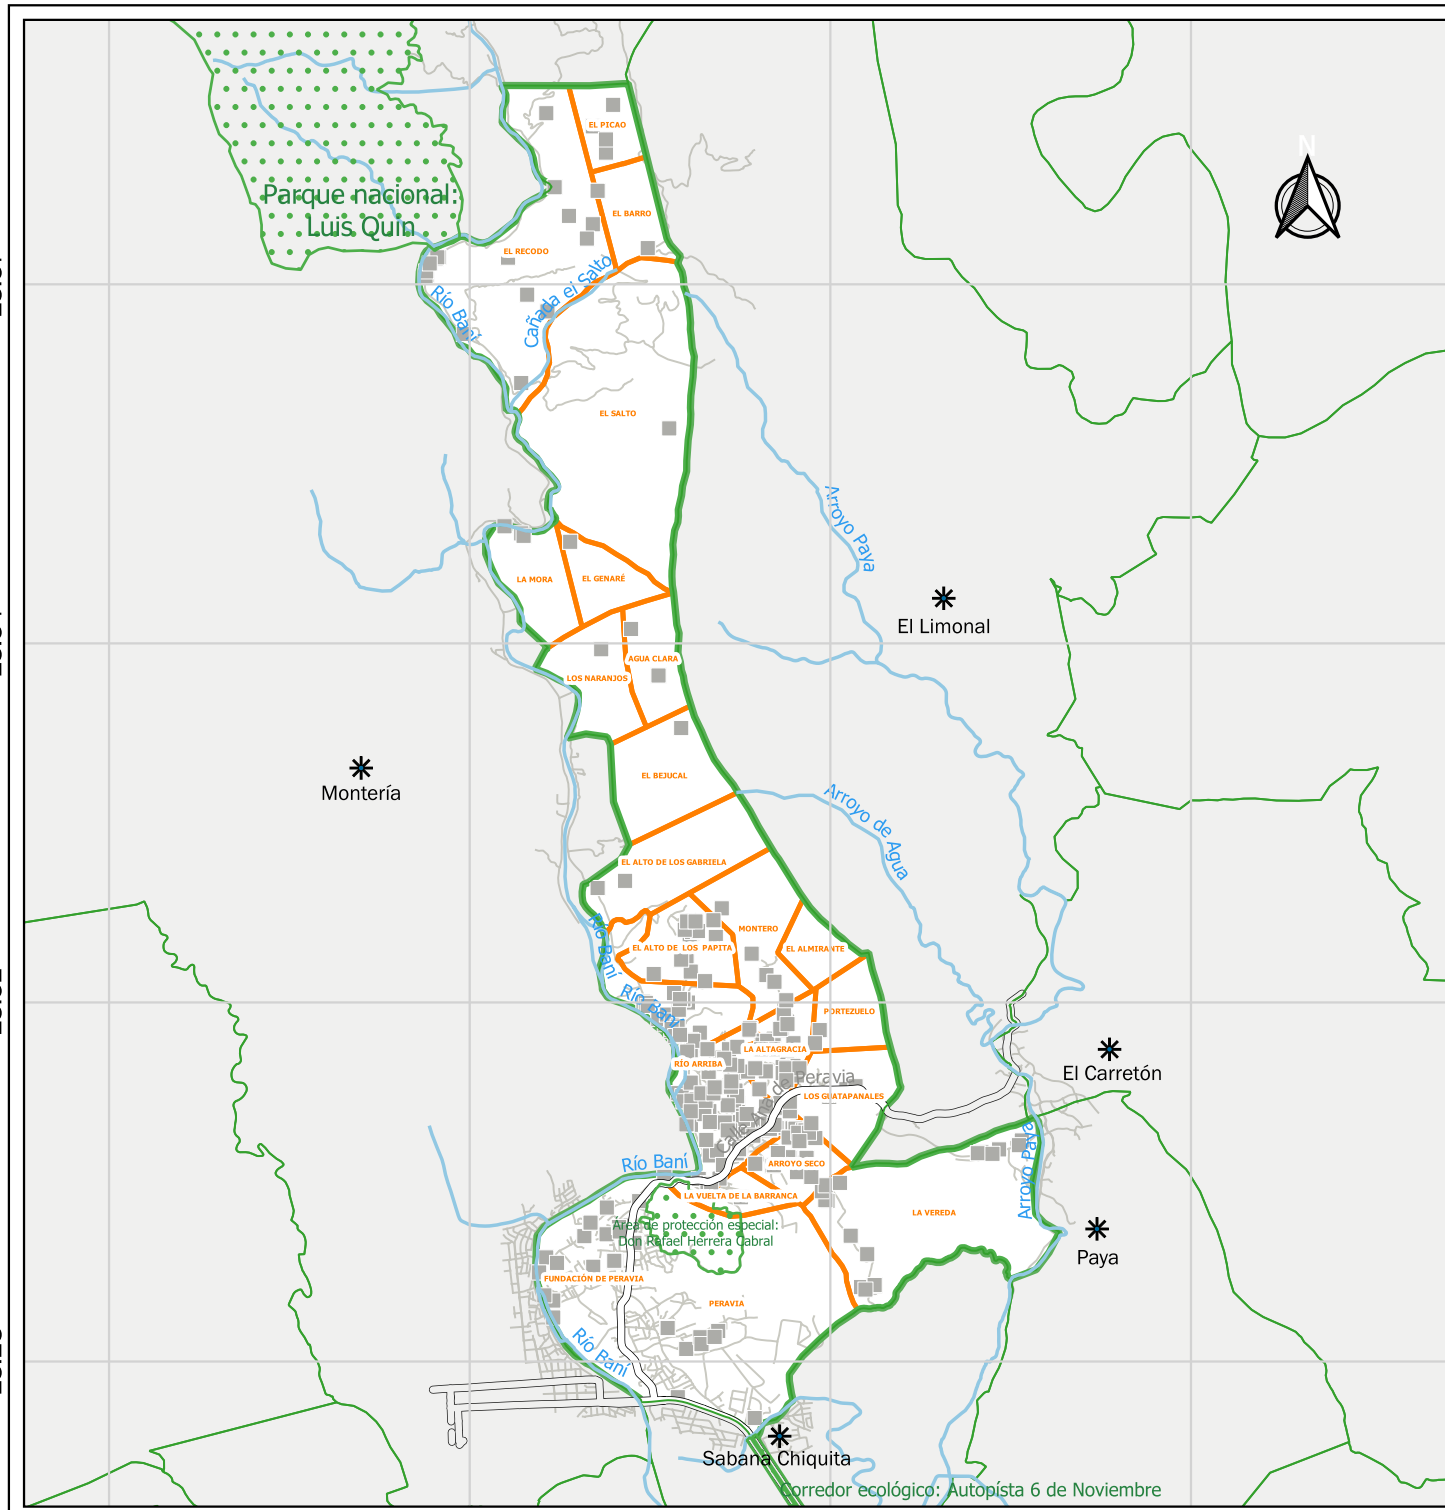 N
EL PICAO
Parque nacional:
Luis Quin
EL BARRO
EL RECODO
Cañada el Salto
Río Baní
EL SALTO
Arroyo Paya
LA MORA
EL GENARÉ
El Limonal
AGUA CLARA
LOS NARANJOS
EL BEJUCAL
Montería
Arroyo de Agua
EL ALTO DE LOS GABRIELA
MONTERO
Río Baní
EL ALTO DE LOS PAPITA
EL ALMIRANTE
Río Baní
PORTEZUELO
LA ALTAGRACIA
RÍO ARRIBA
El Carretón
LOS GUATAPANALES
Río Baní
ARROYO SECO
Arroyo Paya
LA VUELTA DE LA BARRANCA
LA VEREDA
Área de protección especial:
Don Rafael Herrera Cabral
Paya
FUNDACIÓN DE PERAVIA
PERAVIA
Río Baní
Sabana Chiquita
Corredor ecológico: Autopísta 6 de Noviembre